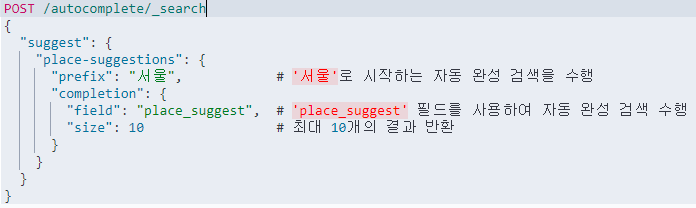 POST /autocomplete/_search
{
  "suggest": {
    "place-suggestions": {
      "prefix": "서울",             # '서울'로 시작하는 자동 완성 검색을 수행
      "completion": {
        "field": "place_suggest",  # 'place_suggest' 필드를 사용하여 자동 완성 검색 수행
        "size": 10                 # 최대 10개의 결과 반환
      }
    }
  }
}